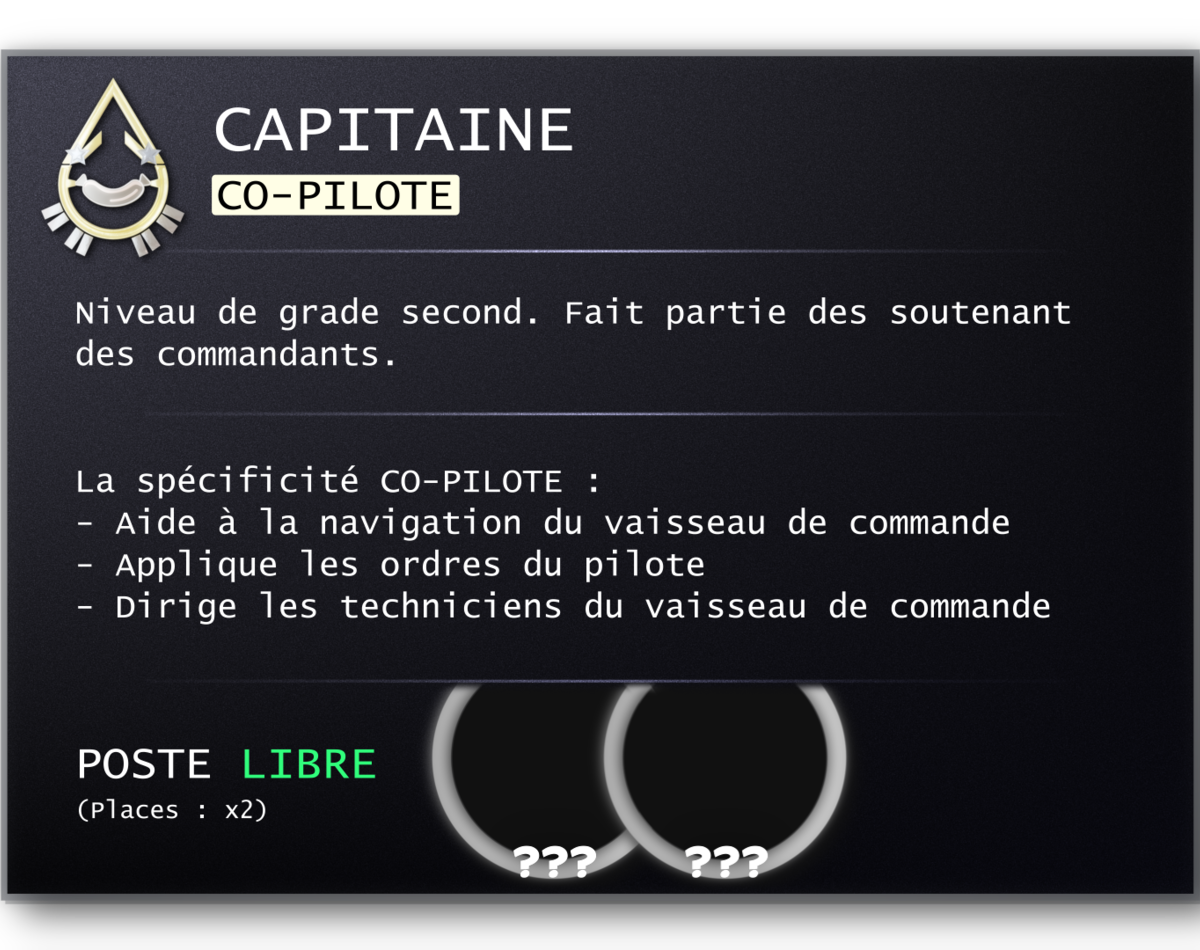 CAPITAINE
CO-PILOTE
Niveau de grade second. Fait partie des soutenant
des commandants.
La spécificité CO-PILOTE :
- Aide à la navigation du vaisseau de commande
- Applique les ordres du pilote
- Dirige les techniciens du vaisseau de commande
POSTE LIBRE
(Places : x2)
??? ???